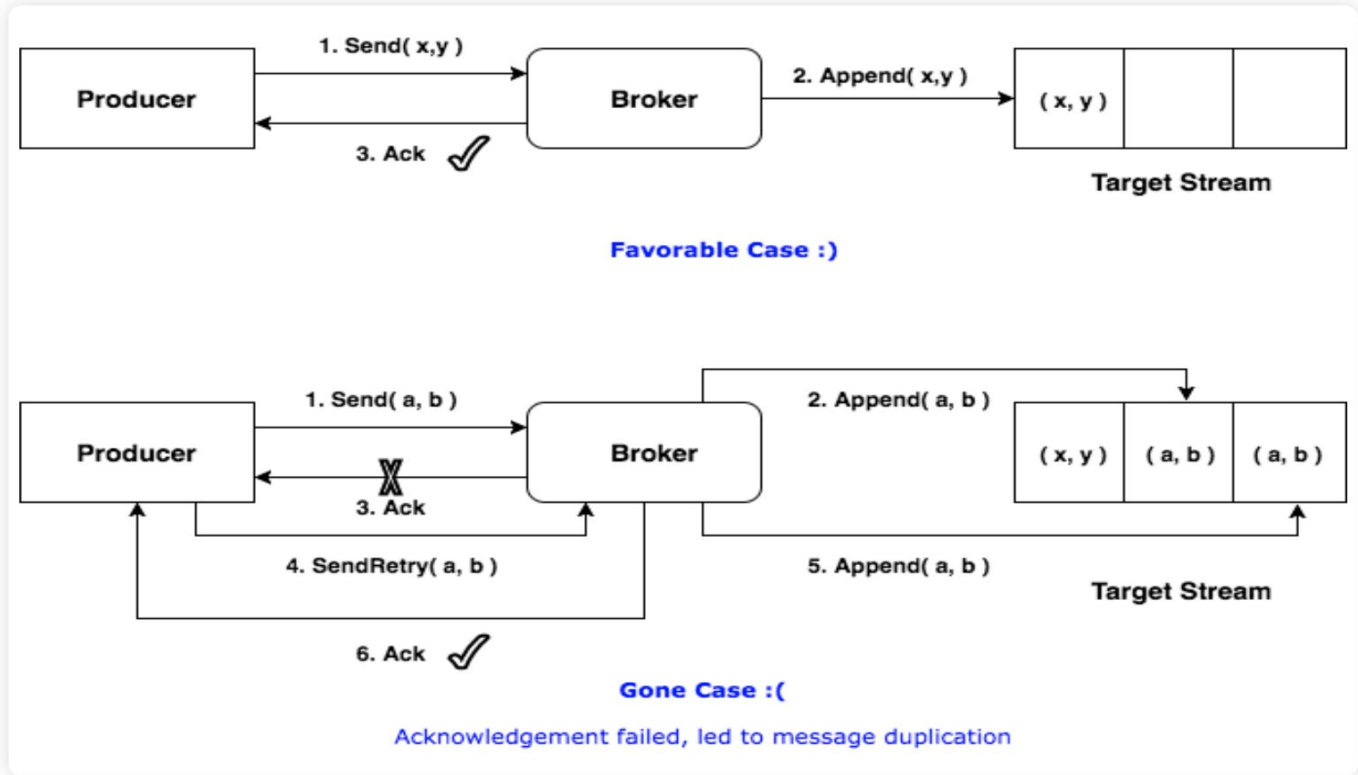 1. Send( x,y )
Producer
Broker
2. Append( x,y )
( x, y )
3. Ack
Target Stream
Favorable Case :)
1. Send( a, b )
2. Append( a, b )
Producer
Broker
( x, y )
( a, b )
( a, b )
3. Ack
4. SendRetry( a, b )
5. Append( a, b )
Target Stream
6. Ack
Gone Case :(
Acknowledgement failed, led to message duplication